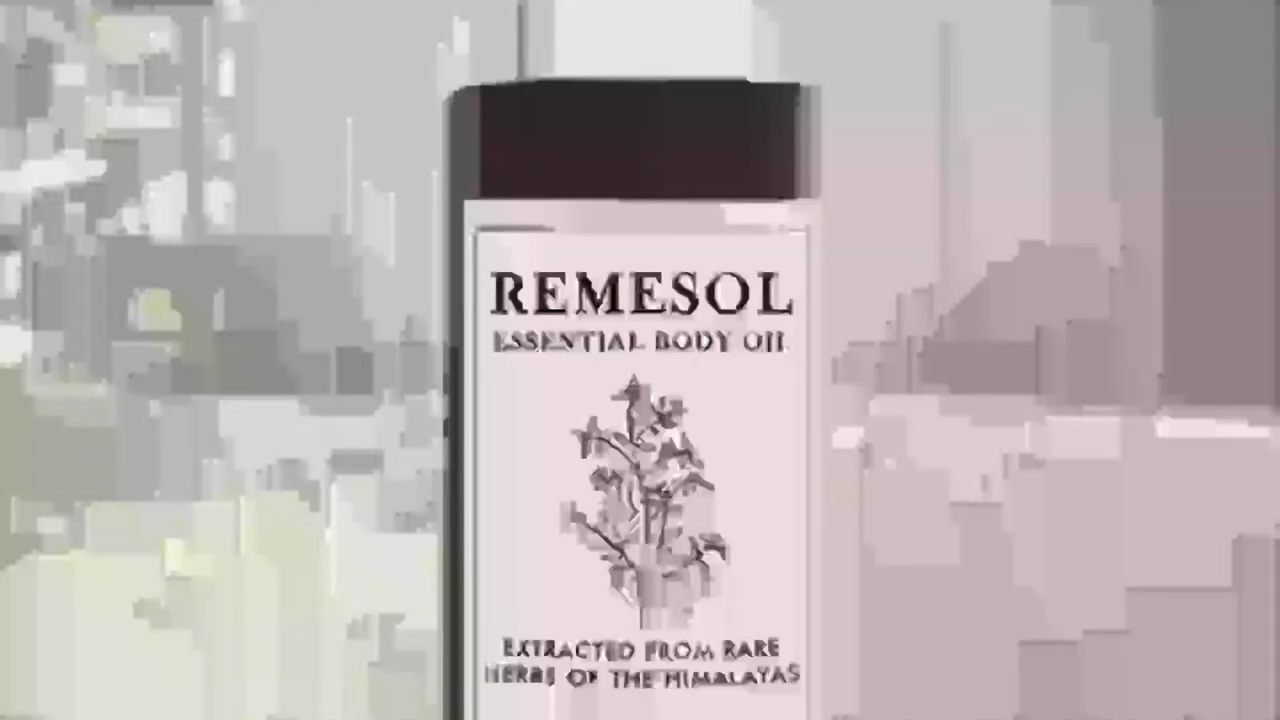 REMESOL
ESSENTIAL BODY OIL
EXTRACTED FROM RARE
HERBS OF THE HIMALAYAS